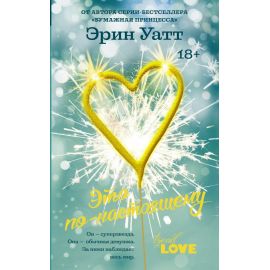 ОТ АВТОРА СЕРИИ-БЕСТСЕЛЛЕРА
«БУМАЖНАЯ ПРИНЦЕССА»
Эрин Уатт
18+
Это
по-настоящему
Он – суперзвезда.
Она – обычная девушка.
За ними наблюдает
весь мир.
LOVE